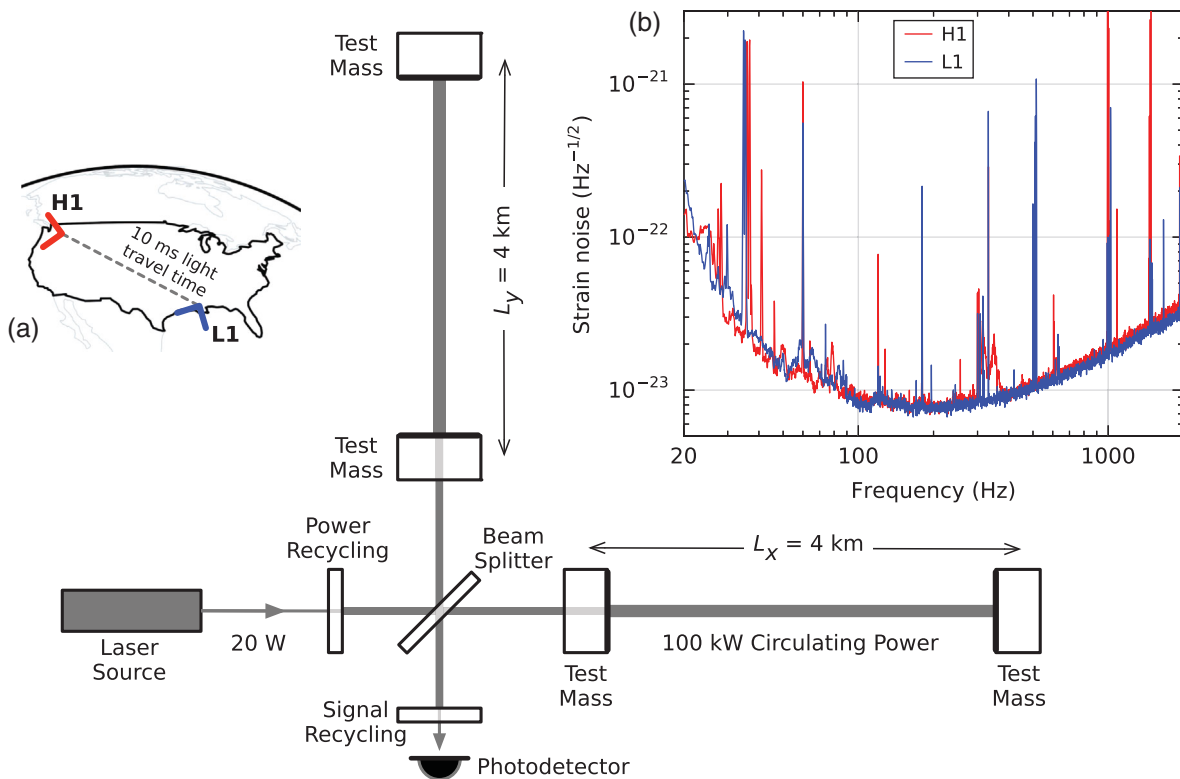 (a)
H1
10 ms light
travel time
L1
Test
Mass
Lᵧ = 4 km
Test
Mass
(b)
H1
L1
Strain noise (Hz⁻¹/²)
10⁻²¹
10⁻²²
10⁻²³
20
100
1000
Frequency (Hz)
Power
Recycling
Beam
Splitter
Lₓ = 4 km
Laser
Source
20 W
100 kW Circulating Power
Test
Mass
Test
Mass
Signal
Recycling
Photodetector